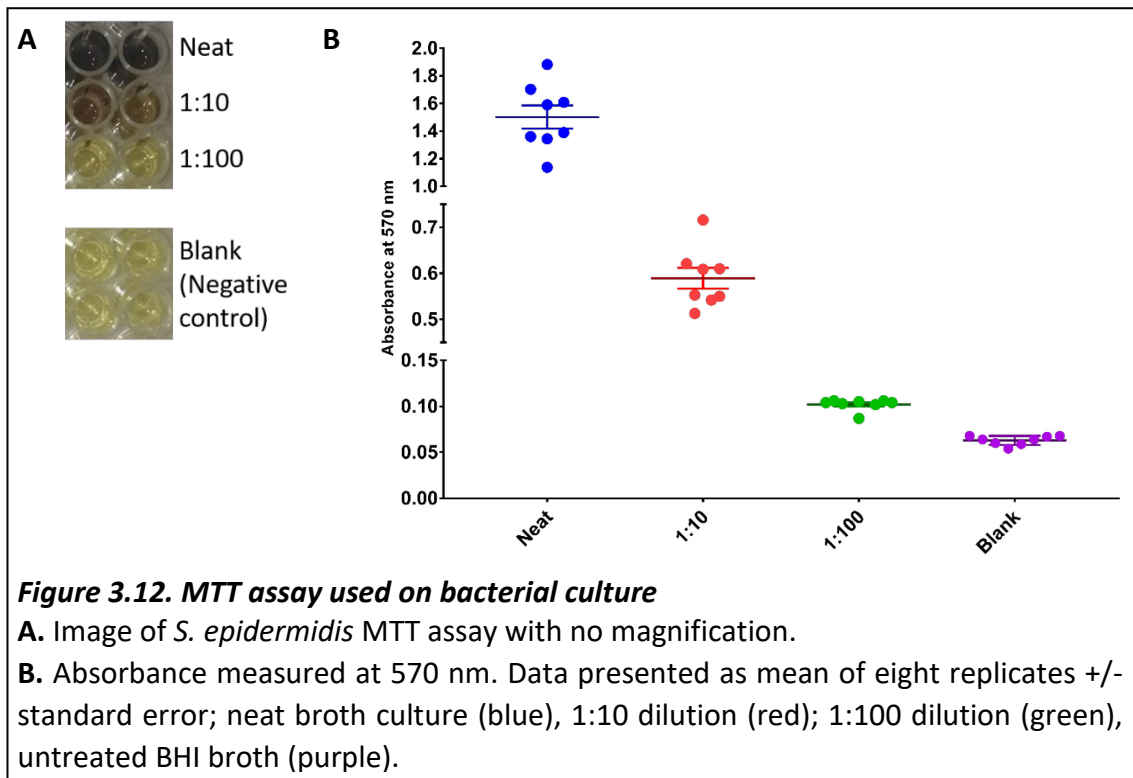 A
Neat
1:10
1:100
Blank
(Negative
control)
B
Absorbance at 570 nm
2.0
1.8
1.6
1.4
1.2
1.0
0.7
0.6
0.5
0.15
0.10
0.05
0.00
Neat
1:10
1:100
Blank
Figure 3.12. MTT assay used on bacterial culture
A. Image of S. epidermidis MTT assay with no magnification.
B. Absorbance measured at 570 nm. Data presented as mean of eight replicates +/-
standard error; neat broth culture (blue), 1:10 dilution (red); 1:100 dilution (green),
untreated BHI broth (purple).